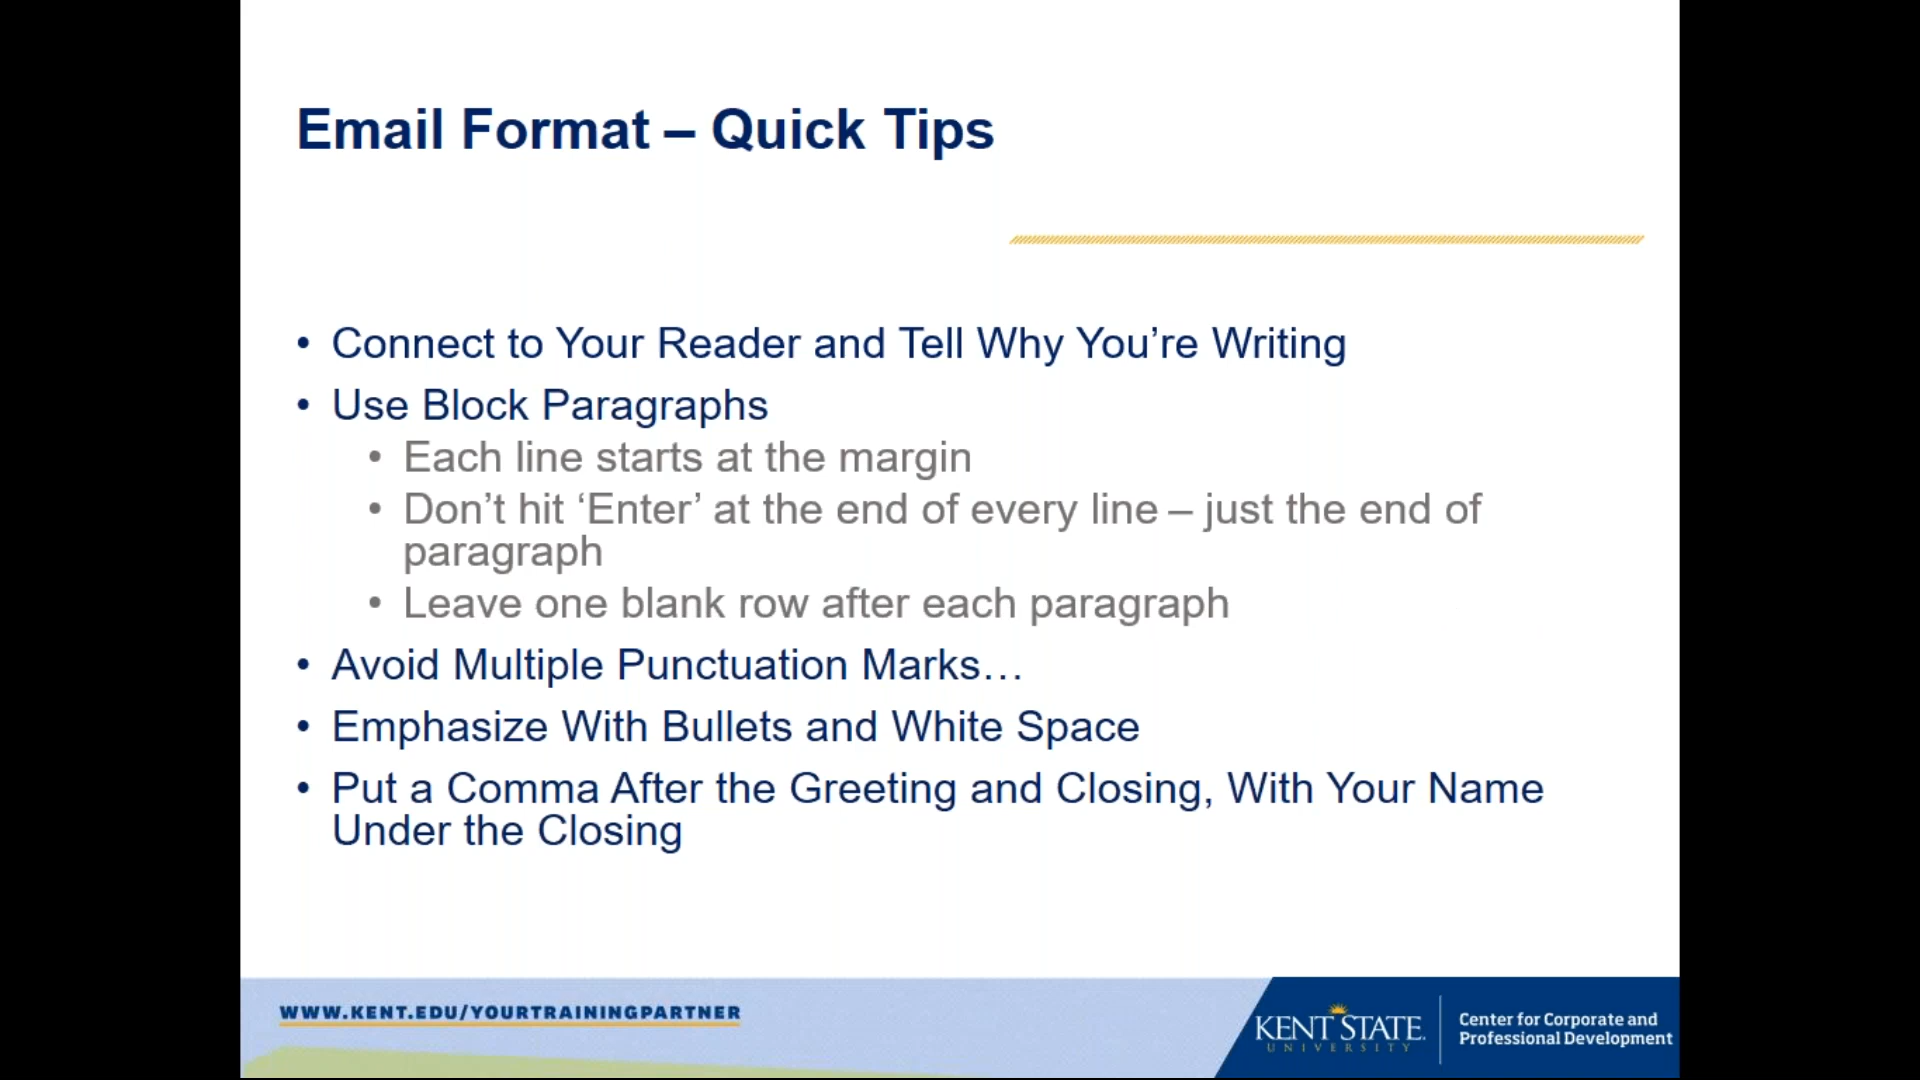 Email Format – Quick Tips
• Connect to Your Reader and Tell Why You’re Writing
• Use Block Paragraphs
• Each line starts at the margin
• Don’t hit ‘Enter’ at the end of every line – just the end of
paragraph
• Leave one blank row after each paragraph
• Avoid Multiple Punctuation Marks…
• Emphasize With Bullets and White Space
• Put a Comma After the Greeting and Closing, With Your Name
Under the Closing
WWW.KENT.EDU/YOURTRAININGPARTNER
KENT STATE
UNIVERSITY
Center for Corporate and
Professional Development